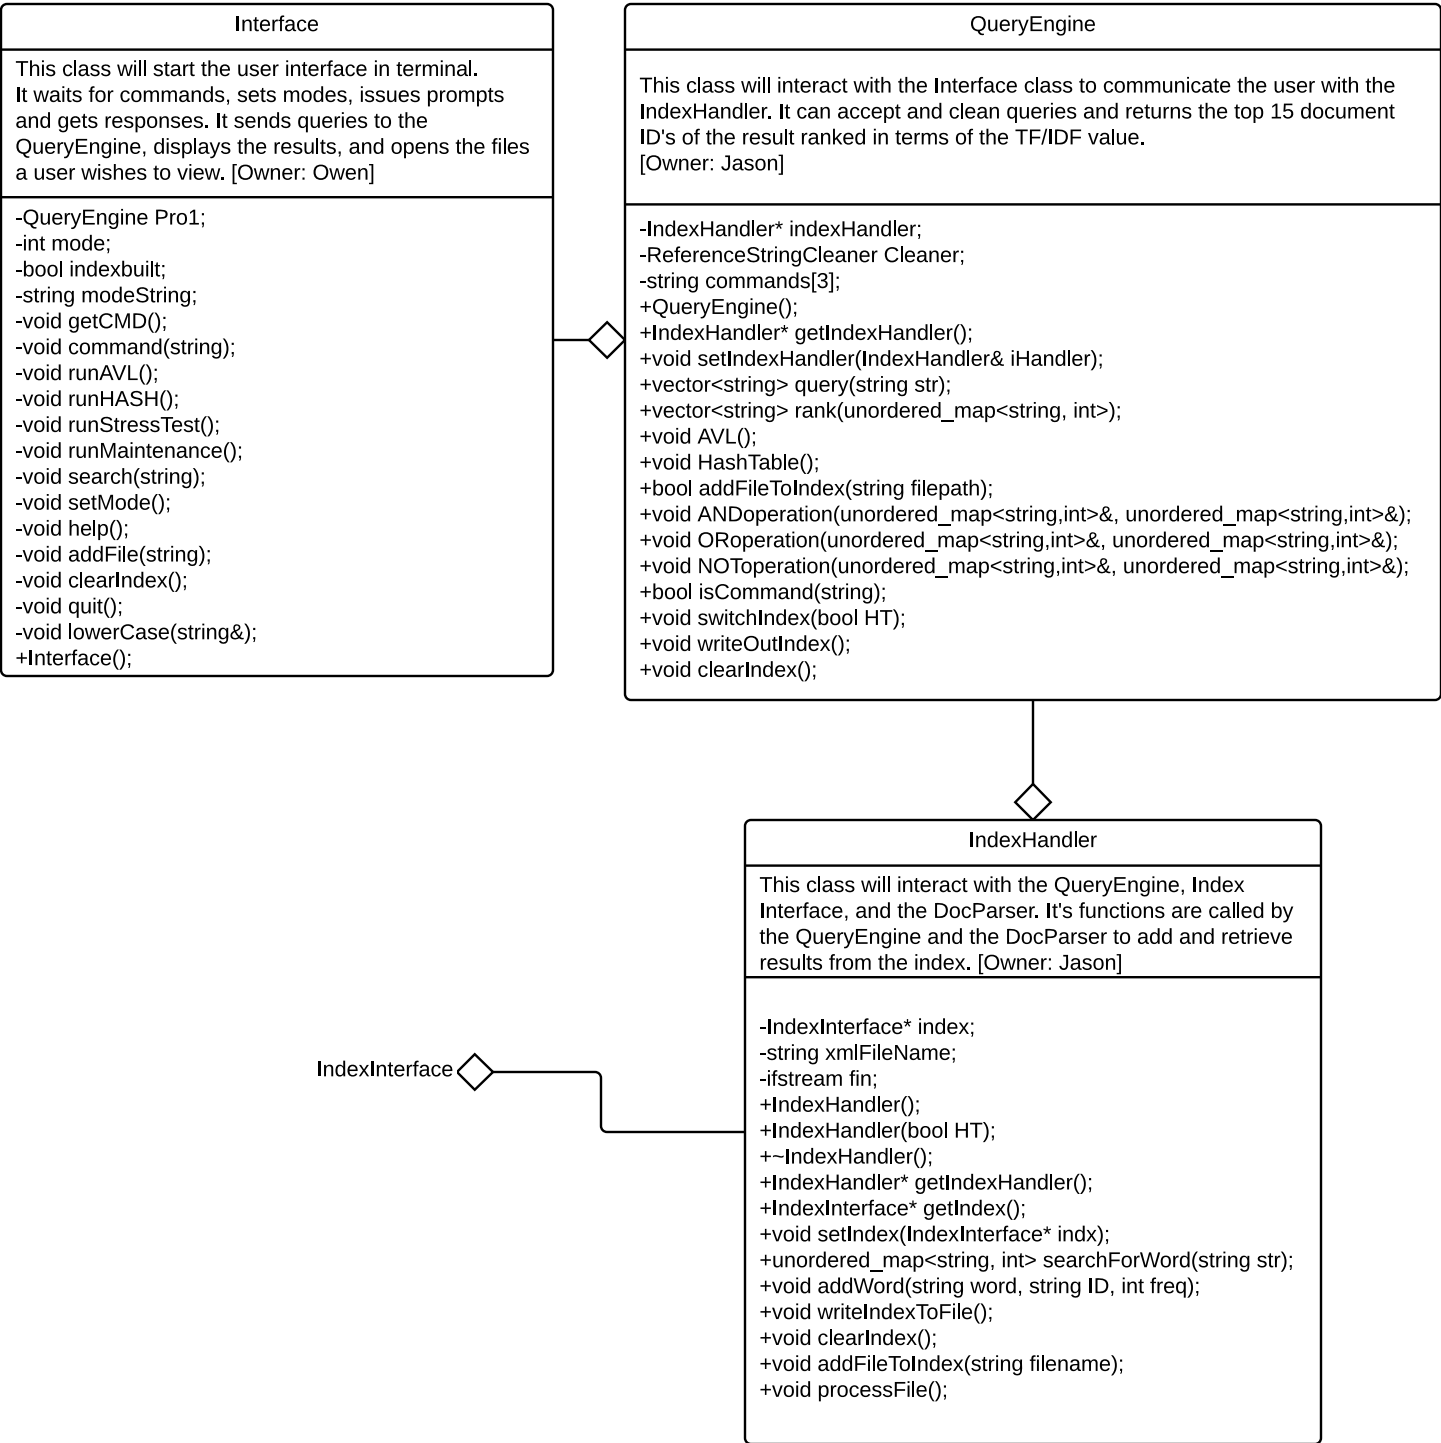 Interface
This class will start the user interface in terminal.
It waits for commands, sets modes, issues prompts
and gets responses. It sends queries to the
QueryEngine, displays the results, and opens the files
a user wishes to view. [Owner: Owen]
-QueryEngine Pro1;
-int mode;
-bool indexbuilt;
-string modeString;
-void getCMD();
-void command(string);
-void runAVL();
-void runHASH();
-void runStressTest();
-void runMaintenance();
-void search(string);
-void setMode();
-void help();
-void addFile(string);
-void clearIndex();
-void quit();
-void lowerCase(string&);
+Interface();
QueryEngine
This class will interact with the Interface class to communicate the user with the
IndexHandler. It can accept and clean queries and returns the top 15 document
ID's of the result ranked in terms of the TF/IDF value.
[Owner: Jason]
-IndexHandler* indexHandler;
-ReferenceStringCleaner Cleaner;
-string commands[3];
+QueryEngine();
+IndexHandler* getIndexHandler();
+void setIndexHandler(IndexHandler& iHandler);
+vector<string> query(string str);
+vector<string> rank(unordered_map<string, int>);
+void AVL();
+void HashTable();
+bool addFileToIndex(string filepath);
+void ANDoperation(unordered_map<string,int>&, unordered_map<string,int>&);
+void ORoperation(unordered_map<string,int>&, unordered_map<string,int>&);
+void NOToperation(unordered_map<string,int>&, unordered_map<string,int>&);
+bool isCommand(string);
+void switchIndex(bool HT);
+void writeOutIndex();
+void clearIndex();
IndexHandler
This class will interact with the QueryEngine, Index
Interface, and the DocParser. It's functions are called by
the QueryEngine and the DocParser to add and retrieve
results from the index. [Owner: Jason]
-IndexInterface* index;
-string xmlFileName;
-ifstream fin;
+IndexHandler();
+IndexHandler(bool HT);
+~IndexHandler();
+IndexHandler* getIndexHandler();
+IndexInterface* getIndex();
+void setIndex(IndexInterface* indx);
+unordered_map<string, int> searchForWord(string str);
+void addWord(string word, string ID, int freq);
+void writeIndexToFile();
+void clearIndex();
+void addFileToIndex(string filename);
+void processFile();
IndexInterface